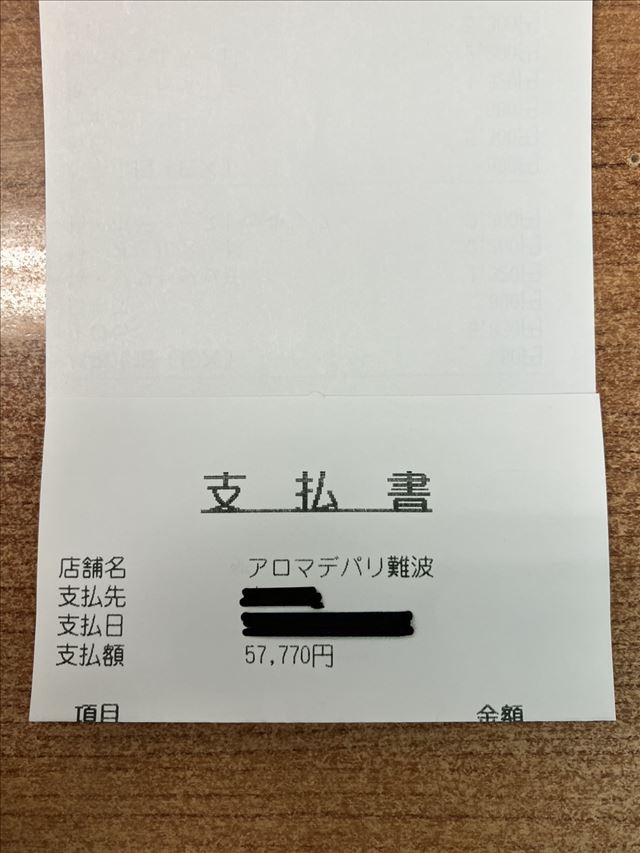 支払書
店舗名 アロマデパリ難波
支払先
支払日
支払額 57,770円
項目 金額